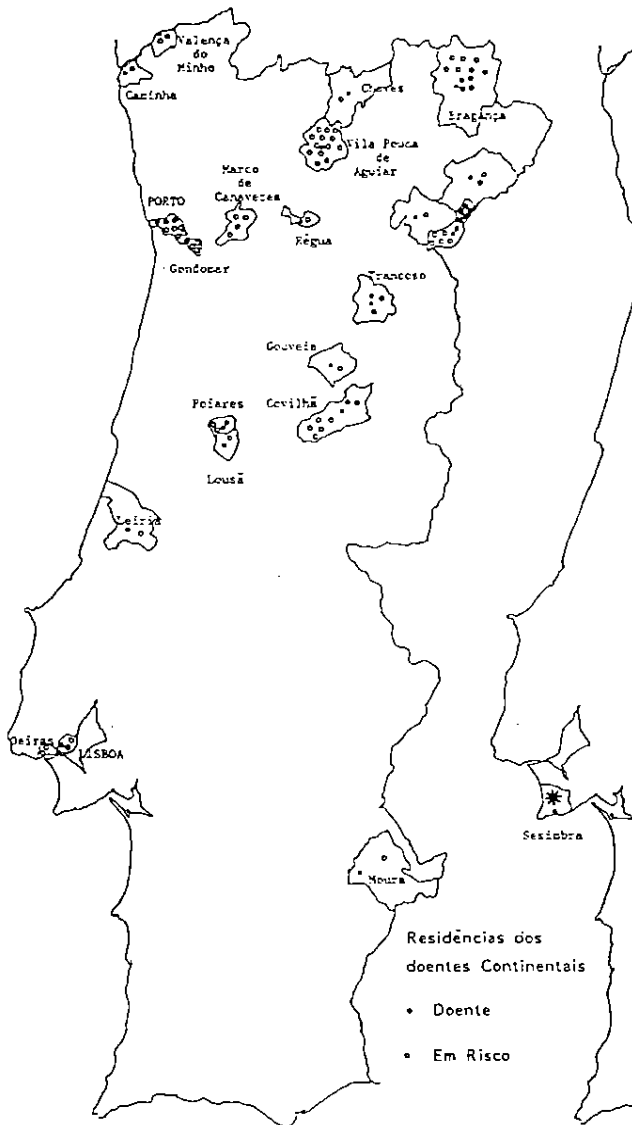 Valença
do
Minho
Caminha
Chaves
Bragança
Vila Pouca
de
Aguiar
Marco
de
Canavezes
PORTO
Régua
Gondomar
Trancoso
Gouveia
Poiares
Covilhã
Lousã
Leiria
Oeiras
LISBOA
Sesimbra
Moura
Residências dos
doentes Continentais
Doente
Em Risco